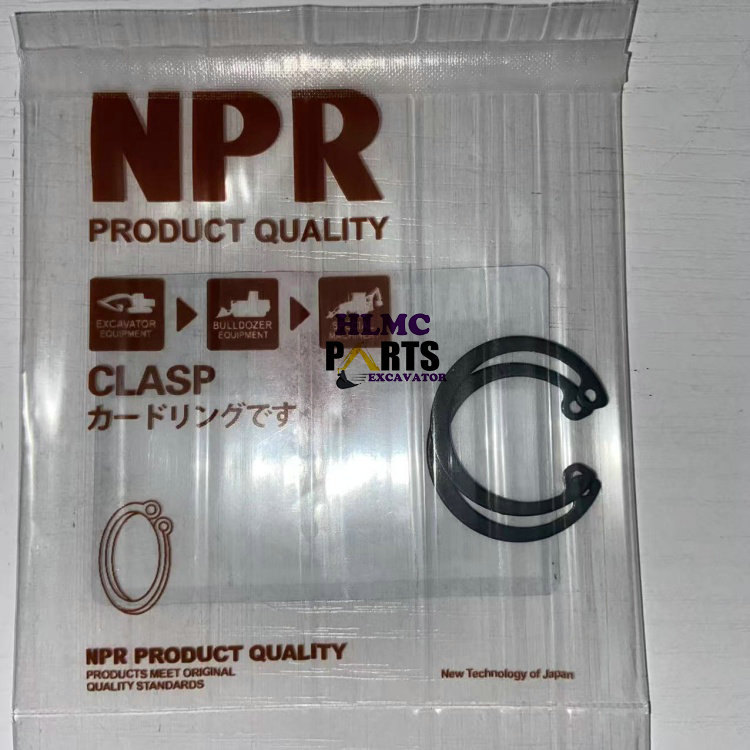 NPR
PRODUCT QUALITY
EXCAVATOR
EQUIPMENT
BULLDOZER
EQUIPMENT
HLMC
PARTS
EXCAVATOR
CLASP
カードリングです
NPR PRODUCT QUALITY
PRODUCTS MEET ORIGINAL
QUALITY STANDARDS
New Technology of Japan